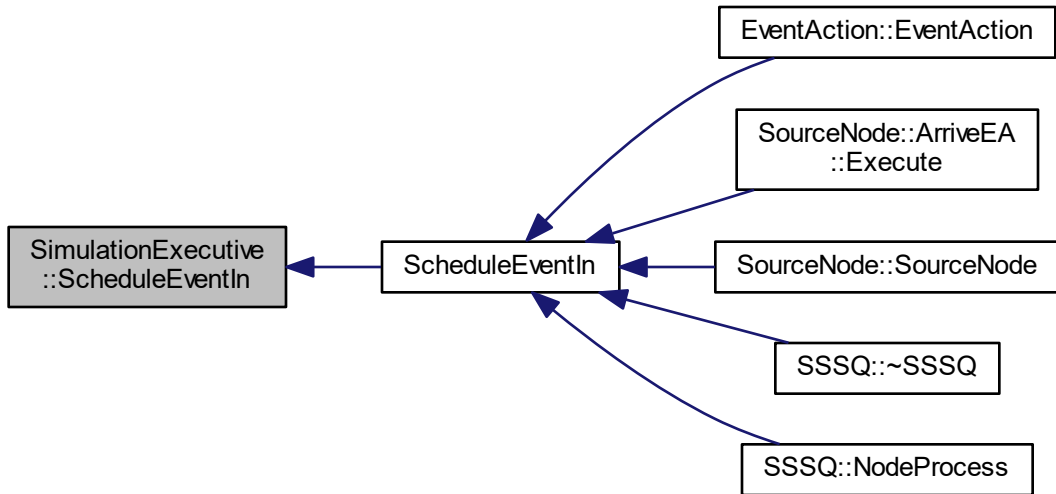 EventAction::EventAction
SourceNode::ArriveEA
::Execute
SimulationExecutive
::ScheduleEventIn
ScheduleEventIn
SourceNode::SourceNode
SSSQ::~SSSQ
SSSQ::NodeProcess